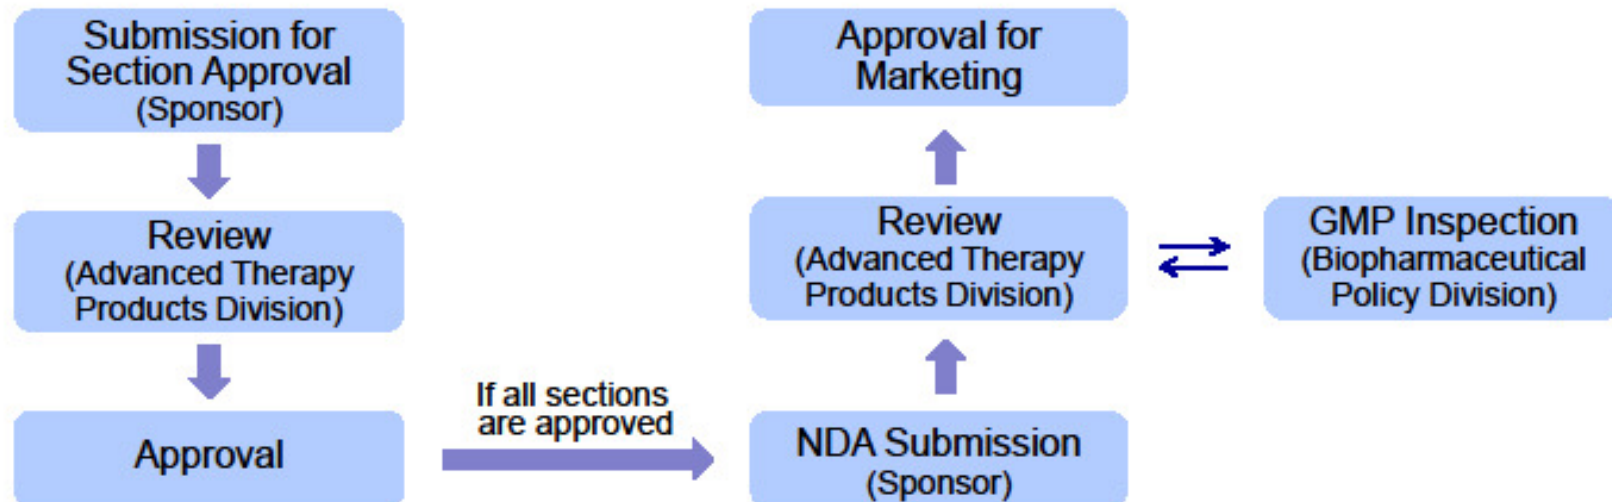 Submission for
Section Approval
(Sponsor)
Review
(Advanced Therapy
Products Division)
Approval
If all sections
are approved
NDA Submission
(Sponsor)
Review
(Advanced Therapy
Products Division)
GMP Inspection
(Biopharmaceutical
Policy Division)
Approval for
Marketing